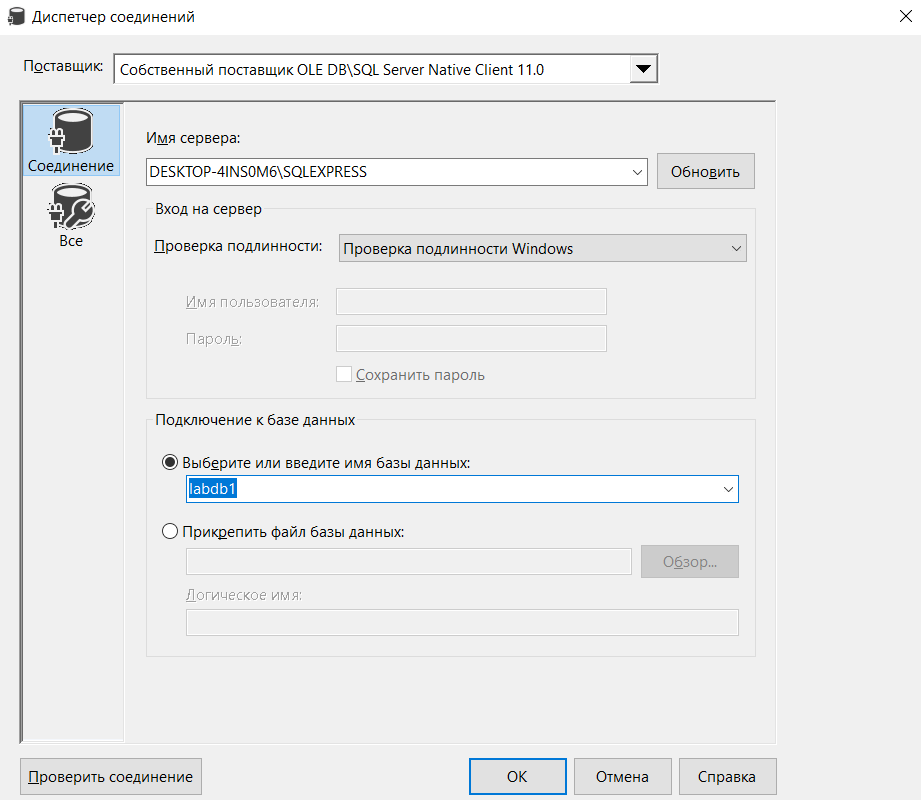 Диспетчер соединений
Поставщик: Собственный поставщик OLE DB\SQL Server Native Client 11.0
Соединение
Все
Имя сервера:
DESKTOP-4INS0M6\SQLEXPRESS Обновить
Вход на сервер
Проверка подлинности: Проверка подлинности Windows
Имя пользователя:
Пароль:
Сохранить пароль
Подключение к базе данных
Выберите или введите имя базы данных:
labdb1
Прикрепить файл базы данных:
Обзор...
Логическое имя:
Проверить соединение OK Отмена Справка